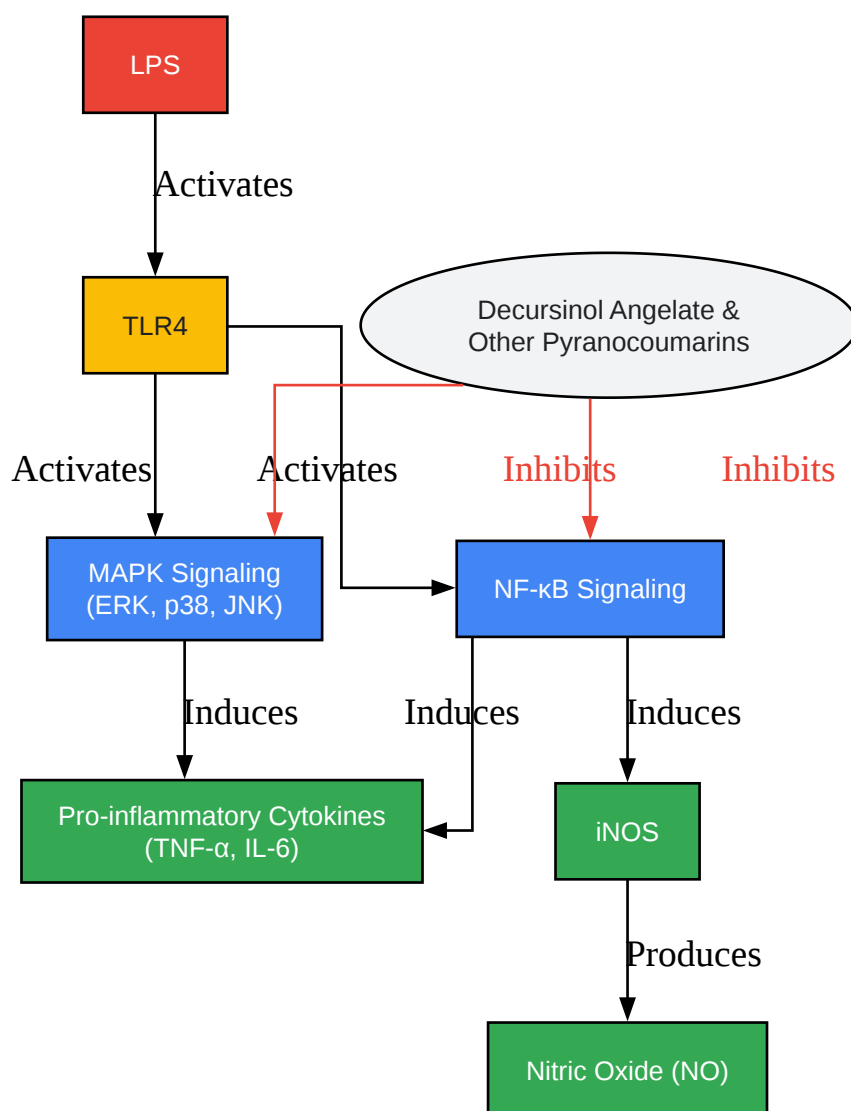 LPS
Activates
TLR4
Decursinol Angelate &
Other Pyranocoumarins
Activates
Activates
Inhibits
Inhibits
MAPK Signaling
(ERK, p38, JNK)
NF-κB Signaling
Induces
Induces
Induces
Pro-inflammatory Cytokines
(TNF-α, IL-6)
iNOS
Produces
Nitric Oxide (NO)